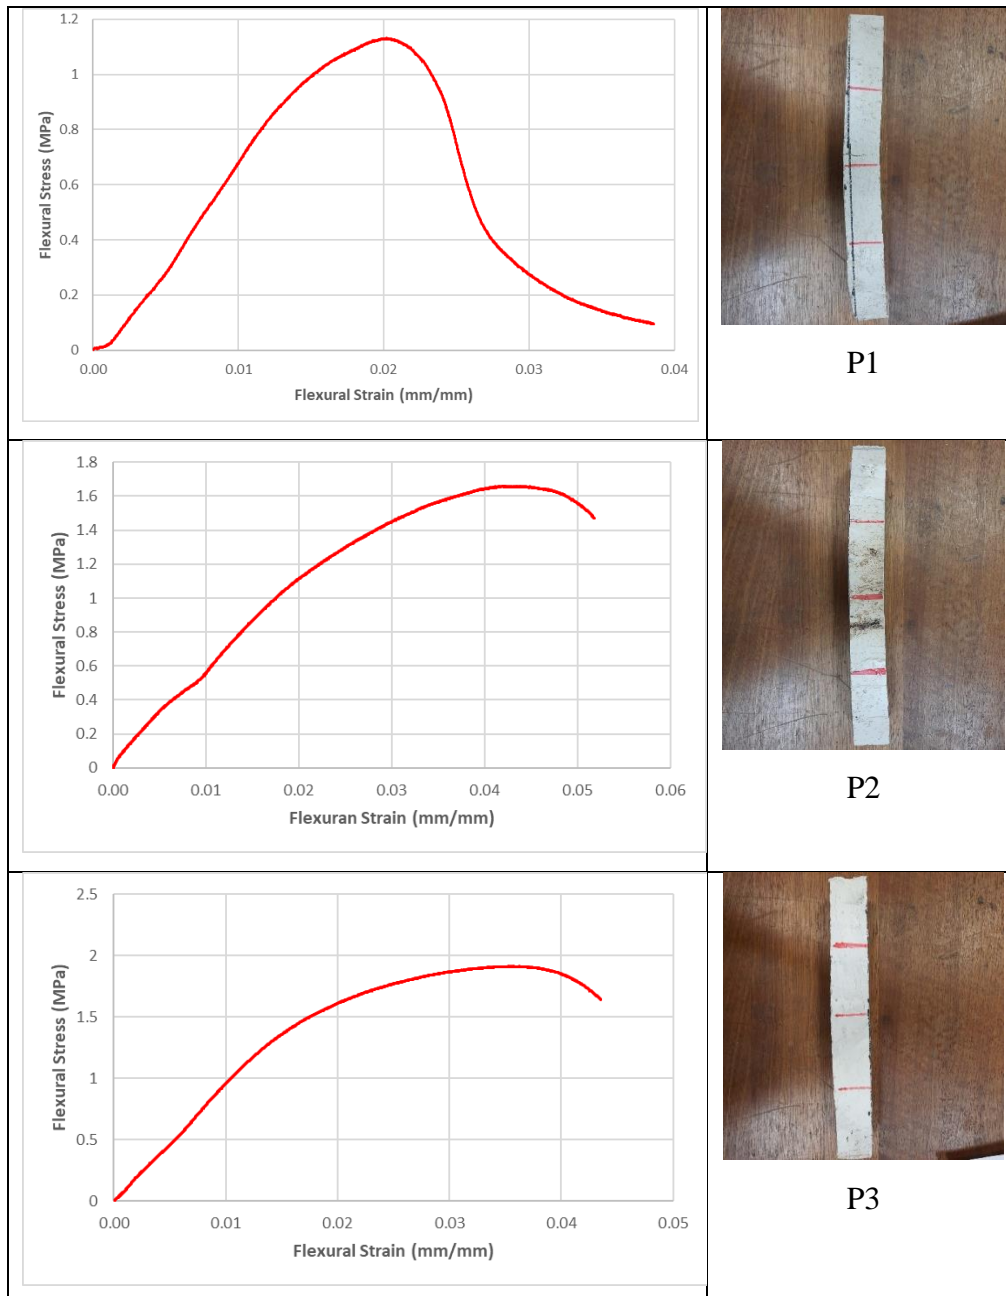 Flexural Stress (MPa)
1.2
1
0.8
0.6
0.4
0.2
0
0.00 0.01 0.02 0.03 0.04
Flexural Strain (mm/mm)
P1
Flexural Stress (MPa)
1.8
1.6
1.4
1.2
1
0.8
0.6
0.4
0.2
0
0.00 0.01 0.02 0.03 0.04 0.05 0.06
Flexuran Strain (mm/mm)
P2
Flexural Stress (MPa)
2.5
2
1.5
1
0.5
0
0.00 0.01 0.02 0.03 0.04 0.05
Flexural Strain (mm/mm)
P3